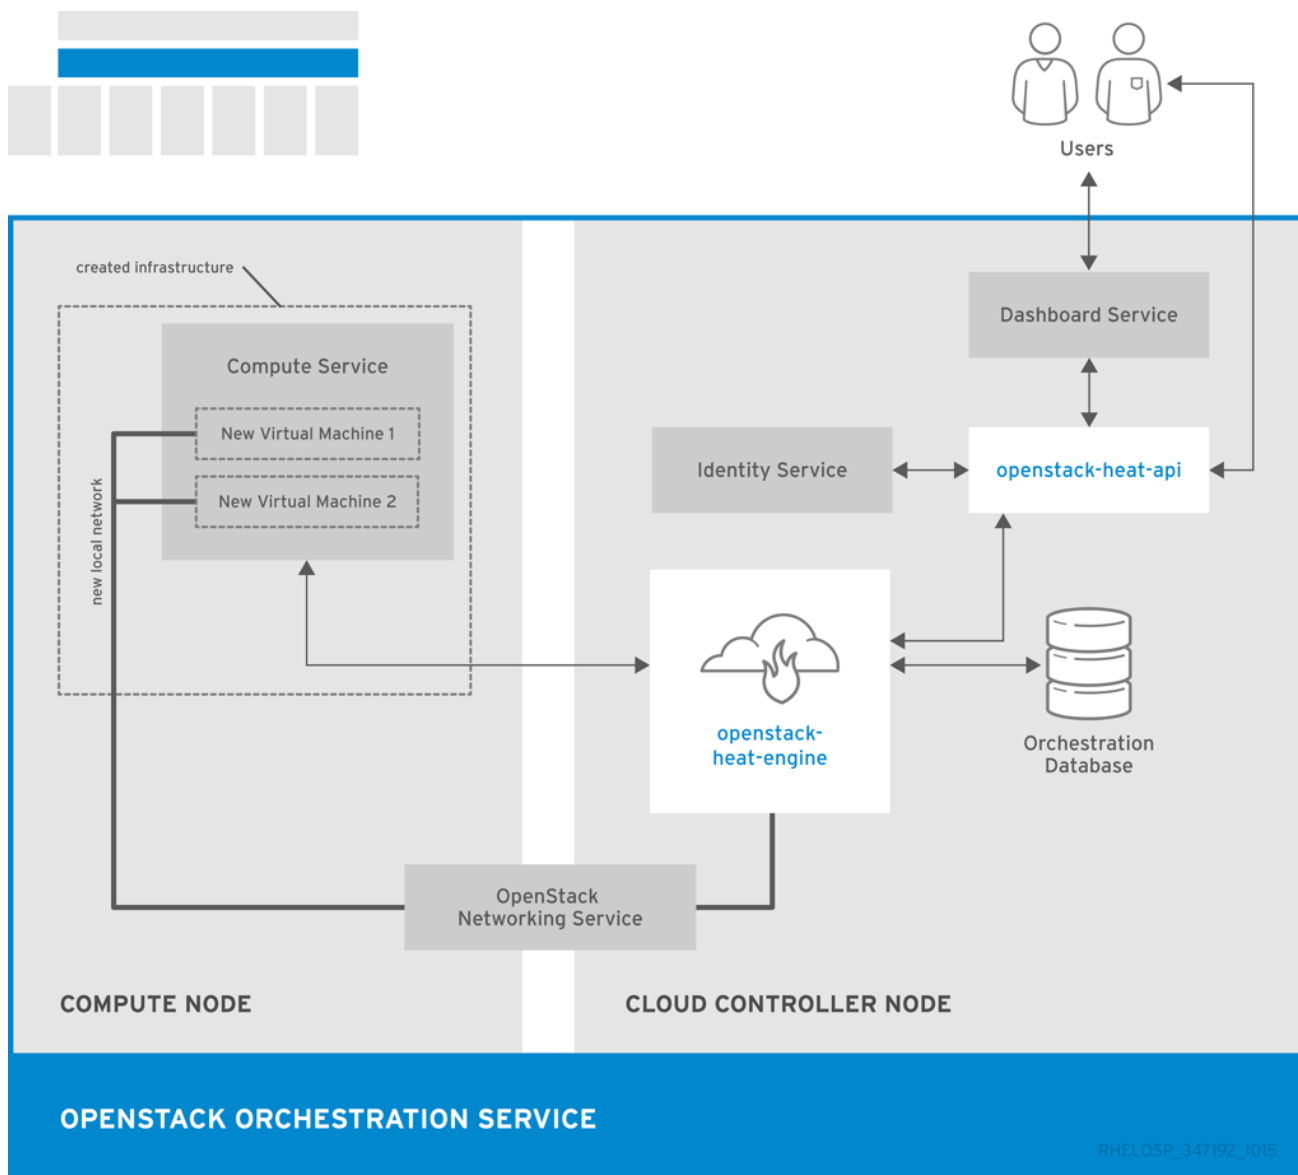 Users
created infrastructure
Dashboard Service
Compute Service
New Virtual Machine 1
Identity Service
openstack-heat-api
New Virtual Machine 2
new local network
openstack-
heat-engine
Orchestration
Database
OpenStack
Networking Service
COMPUTE NODE
CLOUD CONTROLLER NODE
OPENSTACK ORCHESTRATION SERVICE
RHELOSP_347192_1015